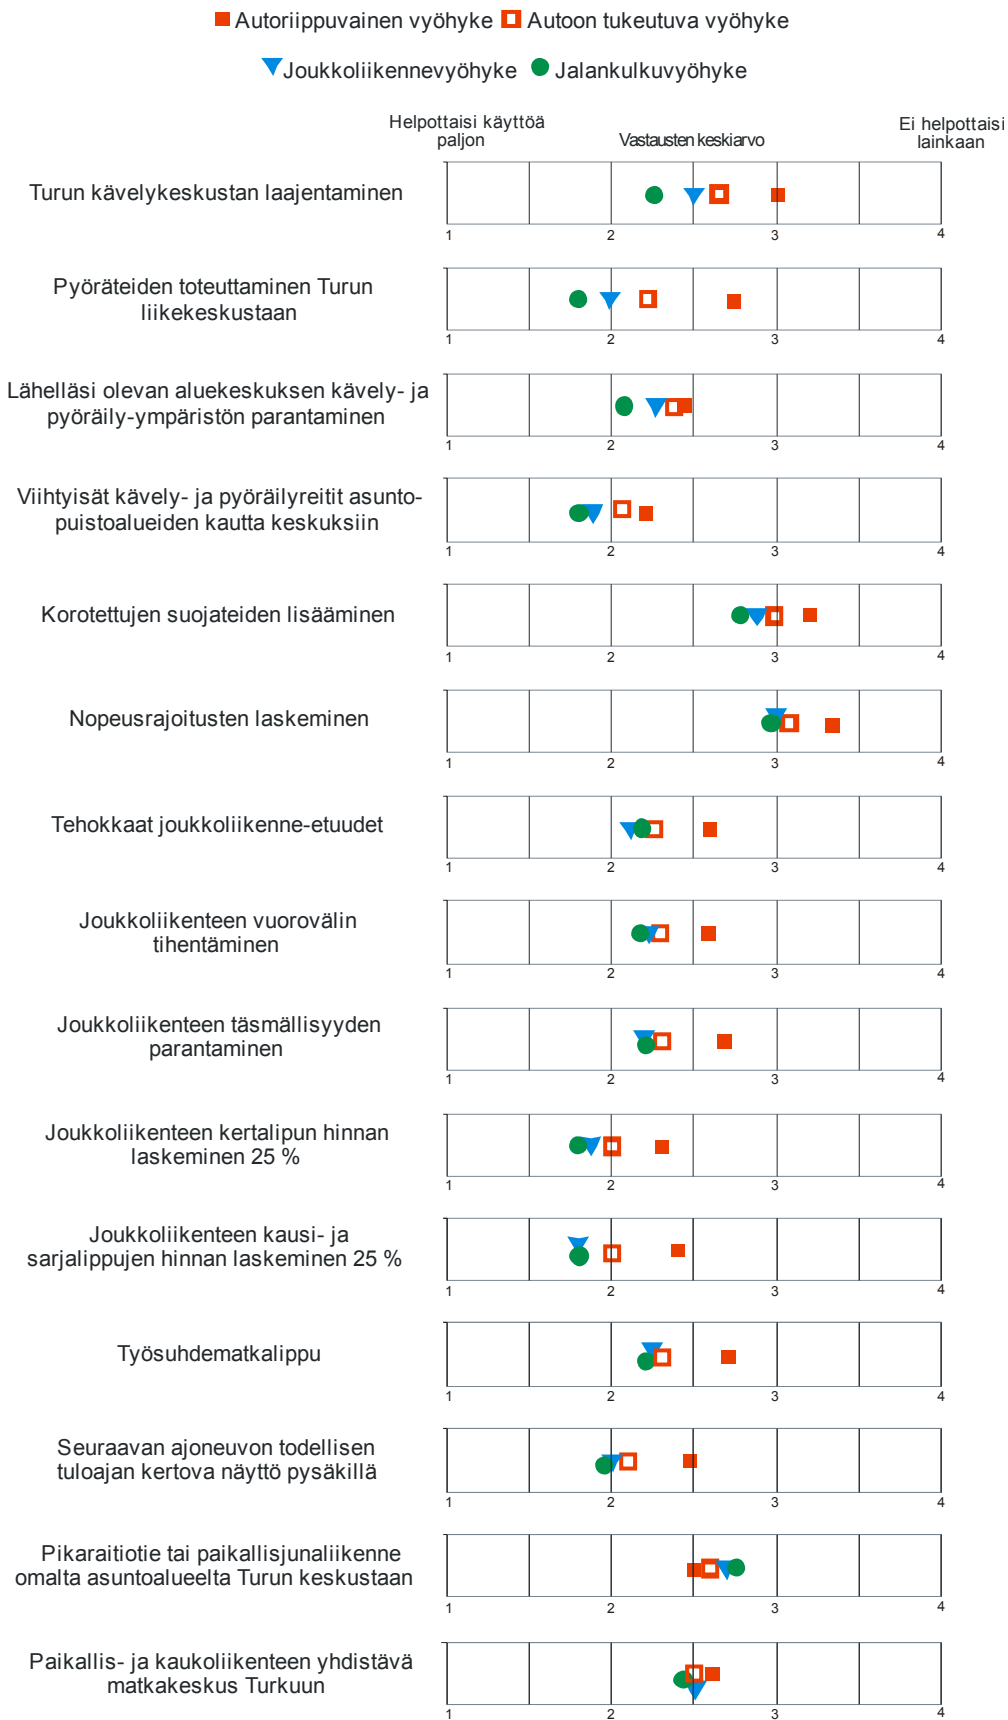 Autoriippuvainen vyöhyke Autoon tukeutuva vyöhyke
Joukkoliikennevyöhyke Jalankulkuvyöhyke
Helpottaisi käyttöä
paljon
Vastausten keskiarvo
Ei helpottaisi
lainkaan
Turun kävelykeskustan laajentaminen
1 2 3 4
Pyöräteiden toteuttaminen Turun
liikekeskustaan
1 2 3 4
Lähelläsi olevan aluekeskuksen kävely- ja
pyöräily-ympäristön parantaminen
1 2 3 4
Viihtyisät kävely- ja pyöräilyreitit asunto-
puistoalueiden kautta keskuksiin
1 2 3 4
Korotettujen suojateiden lisääminen
1 2 3 4
Nopeusrajoitusten laskeminen
1 2 3 4
Tehokkaat joukkoliikenne-etuudet
1 2 3 4
Joukkoliikenteen vuorovälin
tihentäminen
1 2 3 4
Joukkoliikenteen täsmällisyyden
parantaminen
1 2 3 4
Joukkoliikenteen kertalipun hinnan
laskeminen 25 %
1 2 3 4
Joukkoliikenteen kausi- ja
sarjalippujen hinnan laskeminen 25 %
1 2 3 4
Työsuhdematkalippu
1 2 3 4
Seuraavan ajoneuvon todellisen
tuloajan kertova näyttö pysäkillä
1 2 3 4
Pikaraitiotie tai paikallisjunaliikenne
omalta asuntoalueelta Turun keskustaan
1 2 3 4
Paikallis- ja kaukoliikenteen yhdistävä
matkakeskus Turkuun
1 2 3 4